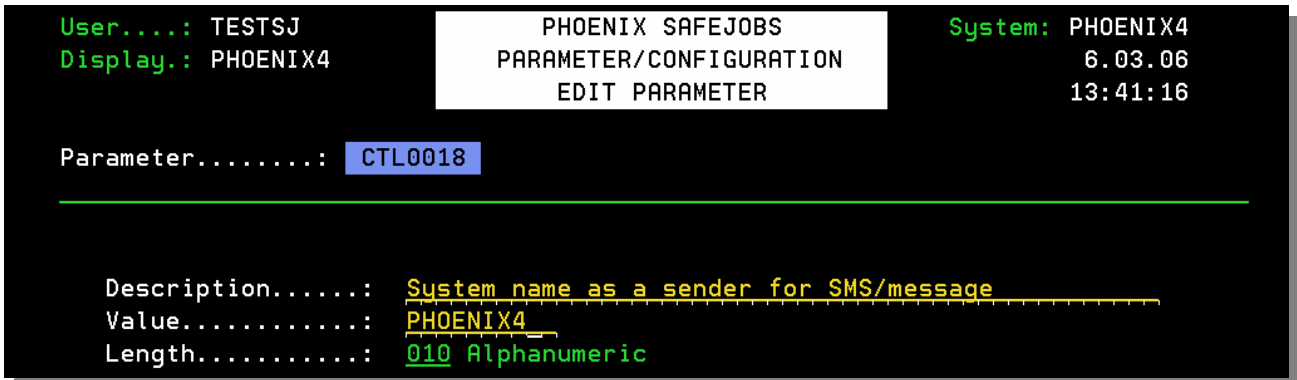 User....: TESTSJ PHOENIX SAFEJOBS System: PHOENIX4
Display.: PHOENIX4 PARAMETER/CONFIGURATION 6.03.06
EDIT PARAMETER 13:41:16
Parameter........: CTL0018
Description......: System name as a sender for SMS/message
Value............: PHOENIX4
Length...........: 010 Alphanumeric